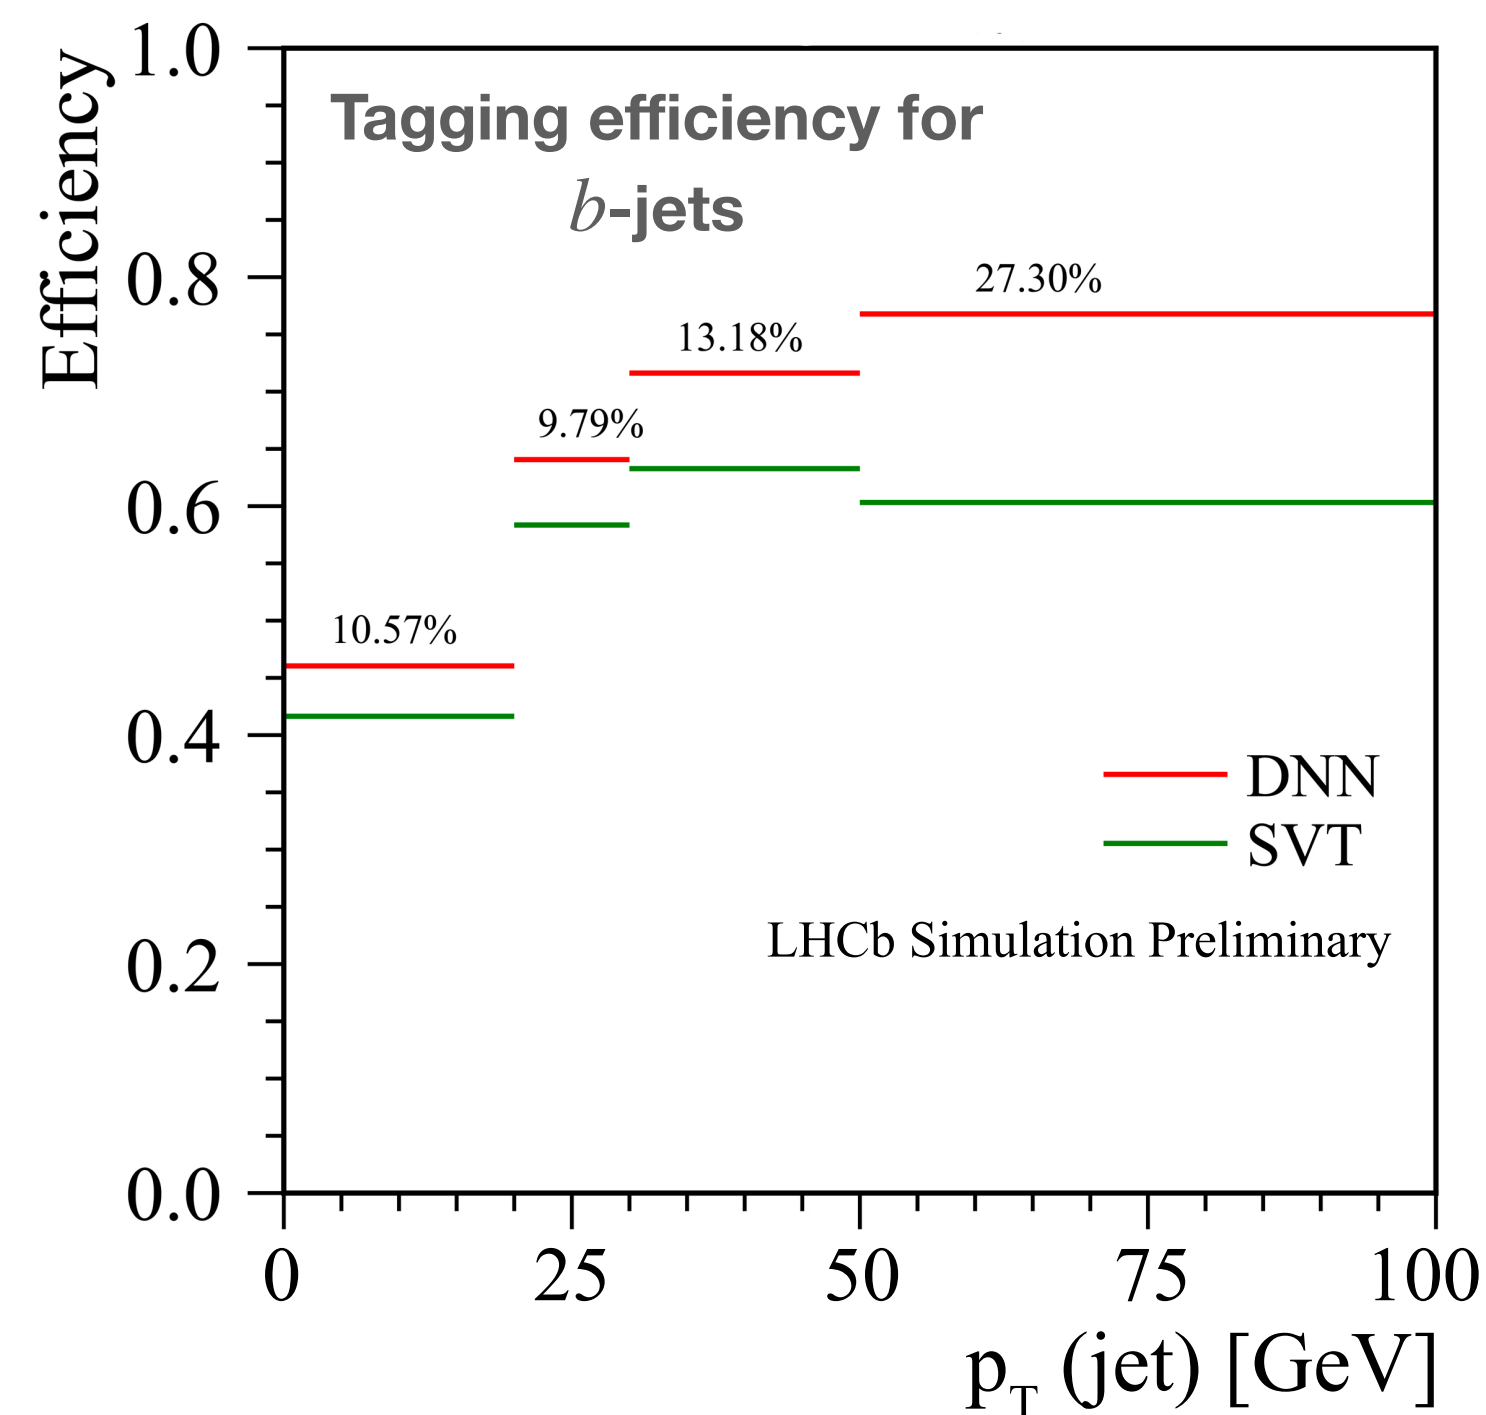 Efficiency
1.0
0.8
0.6
0.4
0.2
0.0
Tagging efficiency for
b-jets
27.30%
13.18%
9.79%
10.57%
DNN
SVT
LHCb Simulation Preliminary
0 25 50 75 100
pT (jet) [GeV]